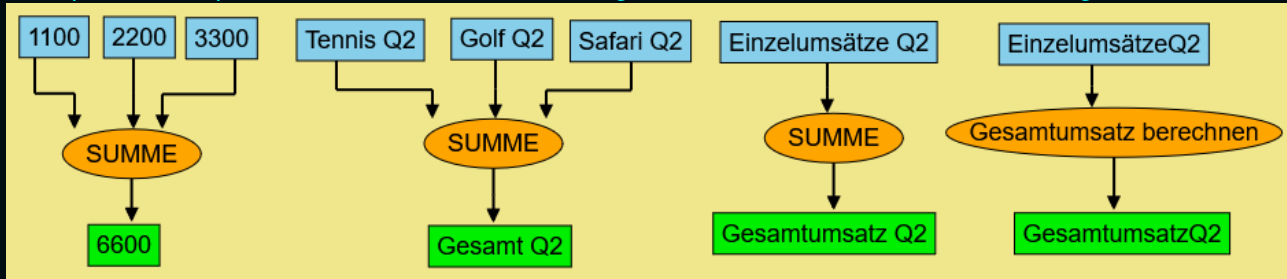 1100 2200 3300
SUMME
6600
Tennis Q2 Golf Q2 Safari Q2
SUMME
Gesamt Q2
Einzelumsätze Q2
SUMME
Gesamtumsatz Q2
EinzelumsätzeQ2
Gesamtumsatz berechnen
GesamtumsatzQ2